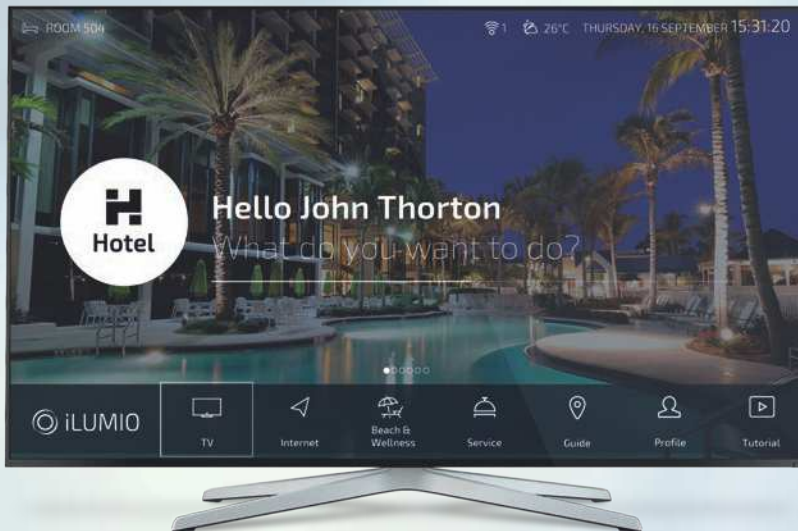 ROOM 504
1 26°C THURSDAY, 16 SEPTEMBER 15:31:20
H
Hotel
Hello John Thorton
What do you want to do?
iLUMIO
TV
Internet
Beach &
Wellness
Service
Guide
Profile
Tutorial